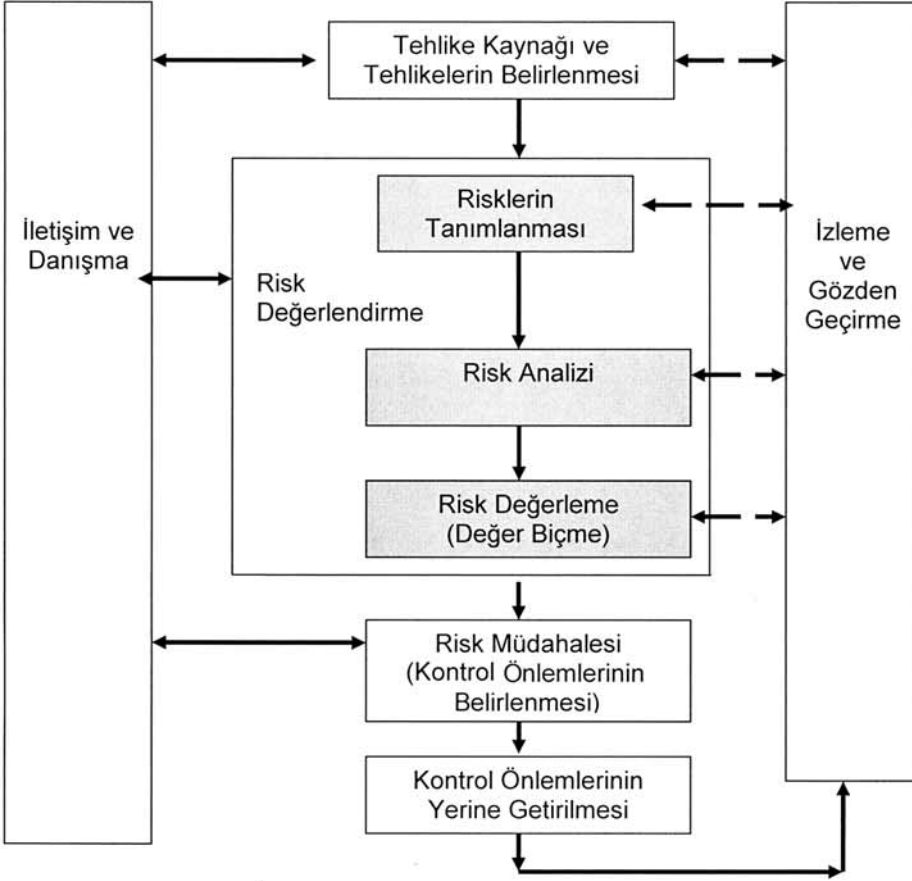 Tehlike Kaynağı ve
Tehlikelerin Belirlenmesi
İletişim ve
Danışma
Risk
Değerlendirme
Risklerin
Tanımlanması
Risk Analizi
Risk Değerleme
(Değer Biçme)
Risk Müdahalesi
(Kontrol Önlemlerinin
Belirlenmesi)
Kontrol Önlemlerinin
Yerine Getirilmesi
İzleme
ve
Gözden
Geçirme